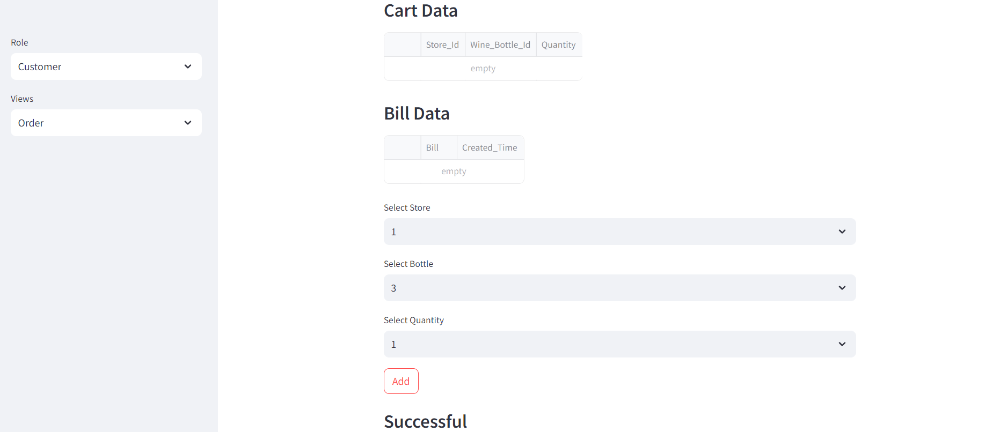 Role
Customer
Views
Order
Cart Data
Store_Id Wine_Bottle_Id Quantity
empty
Bill Data
Bill Created_Time
empty
Select Store
1
Select Bottle
3
Select Quantity
1
Add
Successful